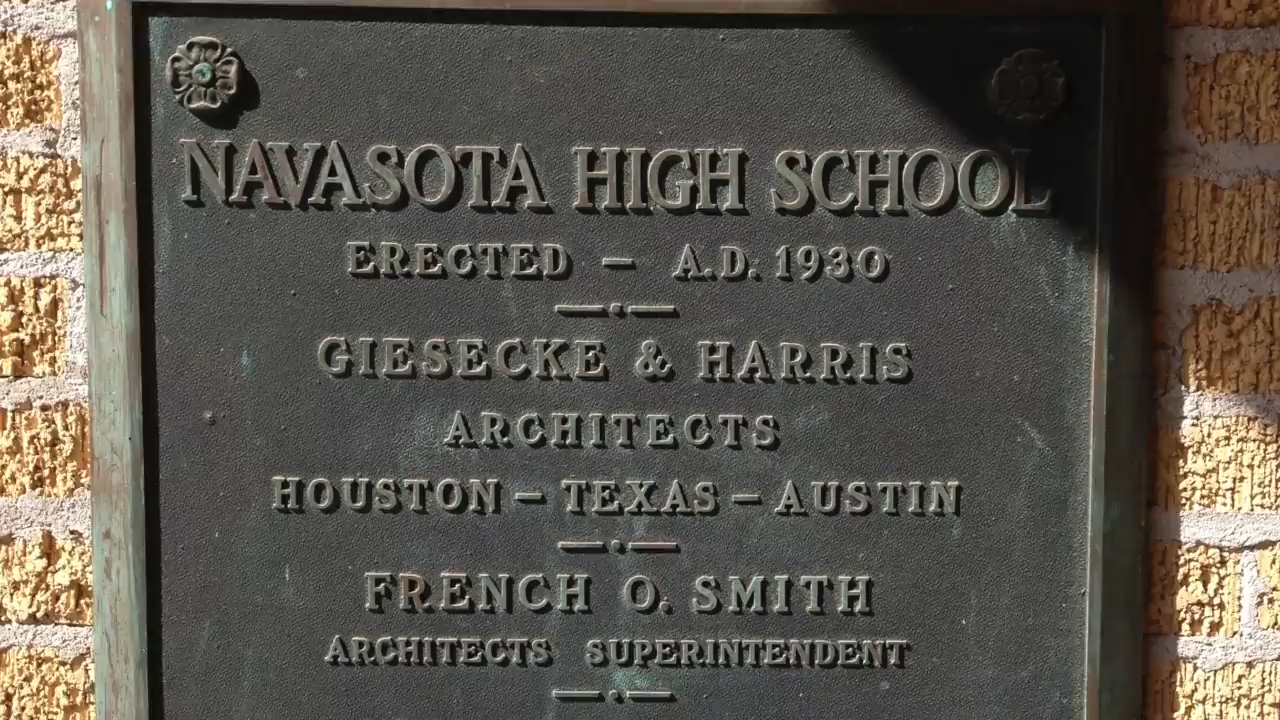 NAVASOTA HIGH SCHOOL
ERECTED – A.D. 1930
GIESECKE & HARRIS
ARCHITECTS
HOUSTON – TEXAS – AUSTIN
FRENCH O. SMITH
ARCHITECTS SUPERINTENDENT